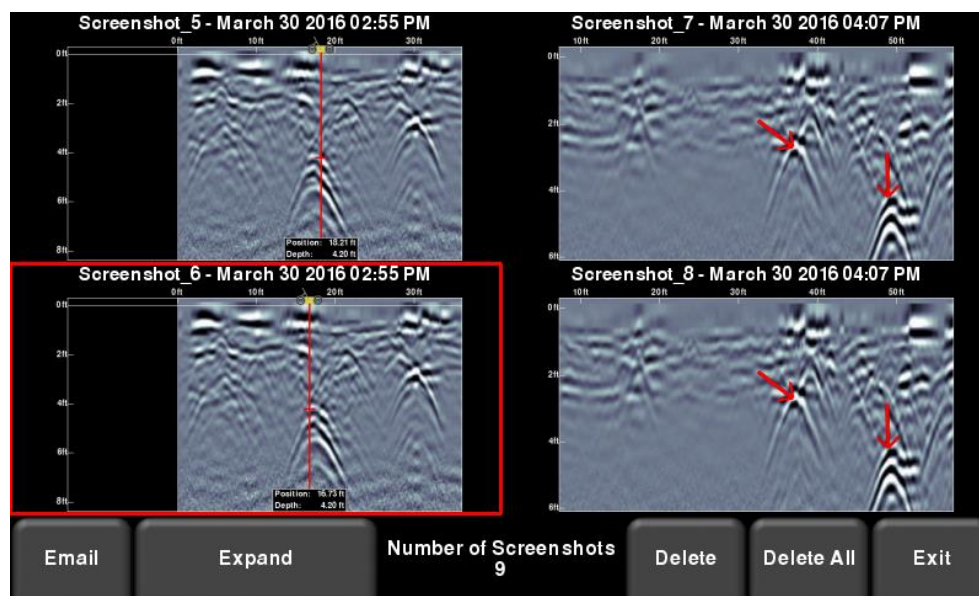 Screenshot_5 - March 30 2016 02:55 PM
0ft 10ft 20ft 30ft
0ft
2ft
4ft
6ft
8ft
Position: 18.21 ft
Depth: 4.20 ft
Screenshot_7 - March 30 2016 04:07 PM
10ft 20ft 30ft 40ft 50ft
0ft
2ft
4ft
6ft
Screenshot_6 - March 30 2016 02:55 PM
0ft 10ft 20ft 30ft
0ft
2ft
4ft
6ft
8ft
Position: 16.73 ft
Depth: 4.20 ft
Screenshot_8 - March 30 2016 04:07 PM
10ft 20ft 30ft 40ft 50ft
0ft
2ft
4ft
6ft
Email
Expand
Number of Screenshots
9
Delete
Delete All
Exit